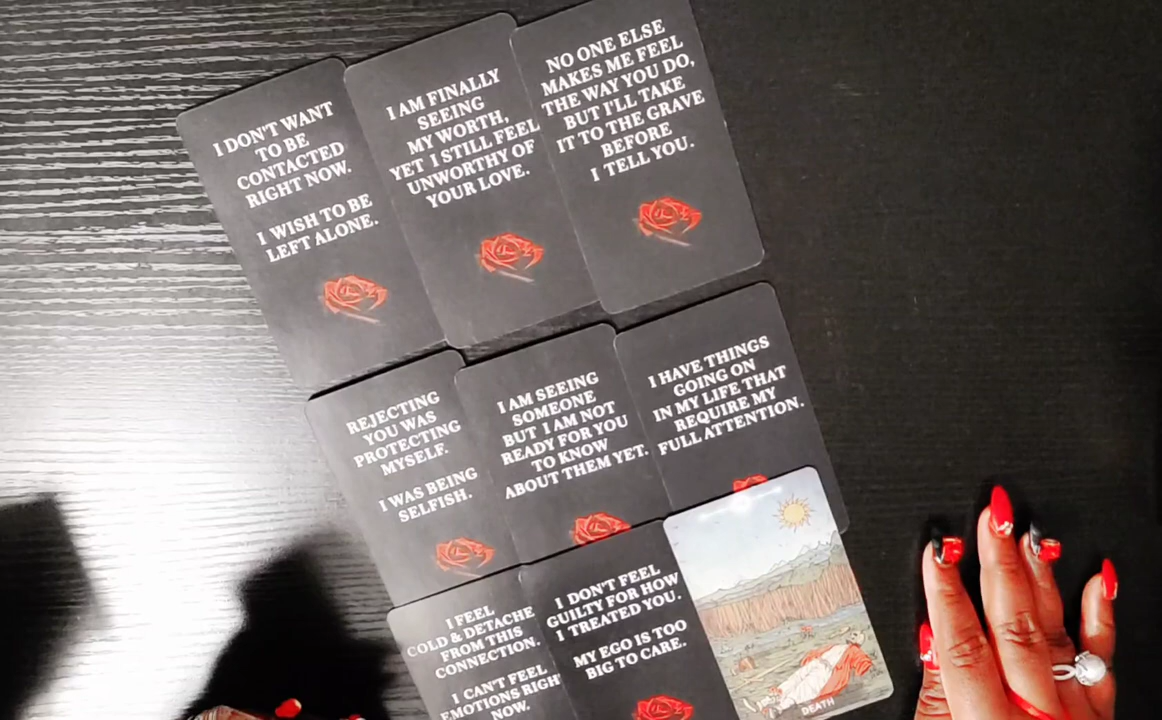 I DON'T WANT
TO BE
CONTACTED
RIGHT NOW.
I WISH TO BE
LEFT ALONE.
I AM FINALLY
SEEING
MY WORTH,
YET I STILL FEEL
UNWORTHY OF
YOUR LOVE.
NO ONE ELSE
MAKES ME FEEL
THE WAY YOU DO,
BUT I'LL TAKE
IT TO THE GRAVE
BEFORE
I TELL YOU.
REJECTING
YOU WAS
PROTECTING
MYSELF.
I WAS BEING
SELFISH.
I AM SEEING
SOMEONE
BUT I AM NOT
READY FOR YOU
TO KNOW
ABOUT THEM YET.
I HAVE THINGS
GOING ON
IN MY LIFE THAT
REQUIRE MY
FULL ATTENTION.
I FEEL
COLD & DETACHE
FROM THIS
CONNECTION.
I CAN'T FEEL
EMOTIONS RIGH
NOW.
I DON'T FEEL
GUILTY FOR HOW
I TREATED YOU.
MY EGO IS TOO
BIG TO CARE.
DEATH